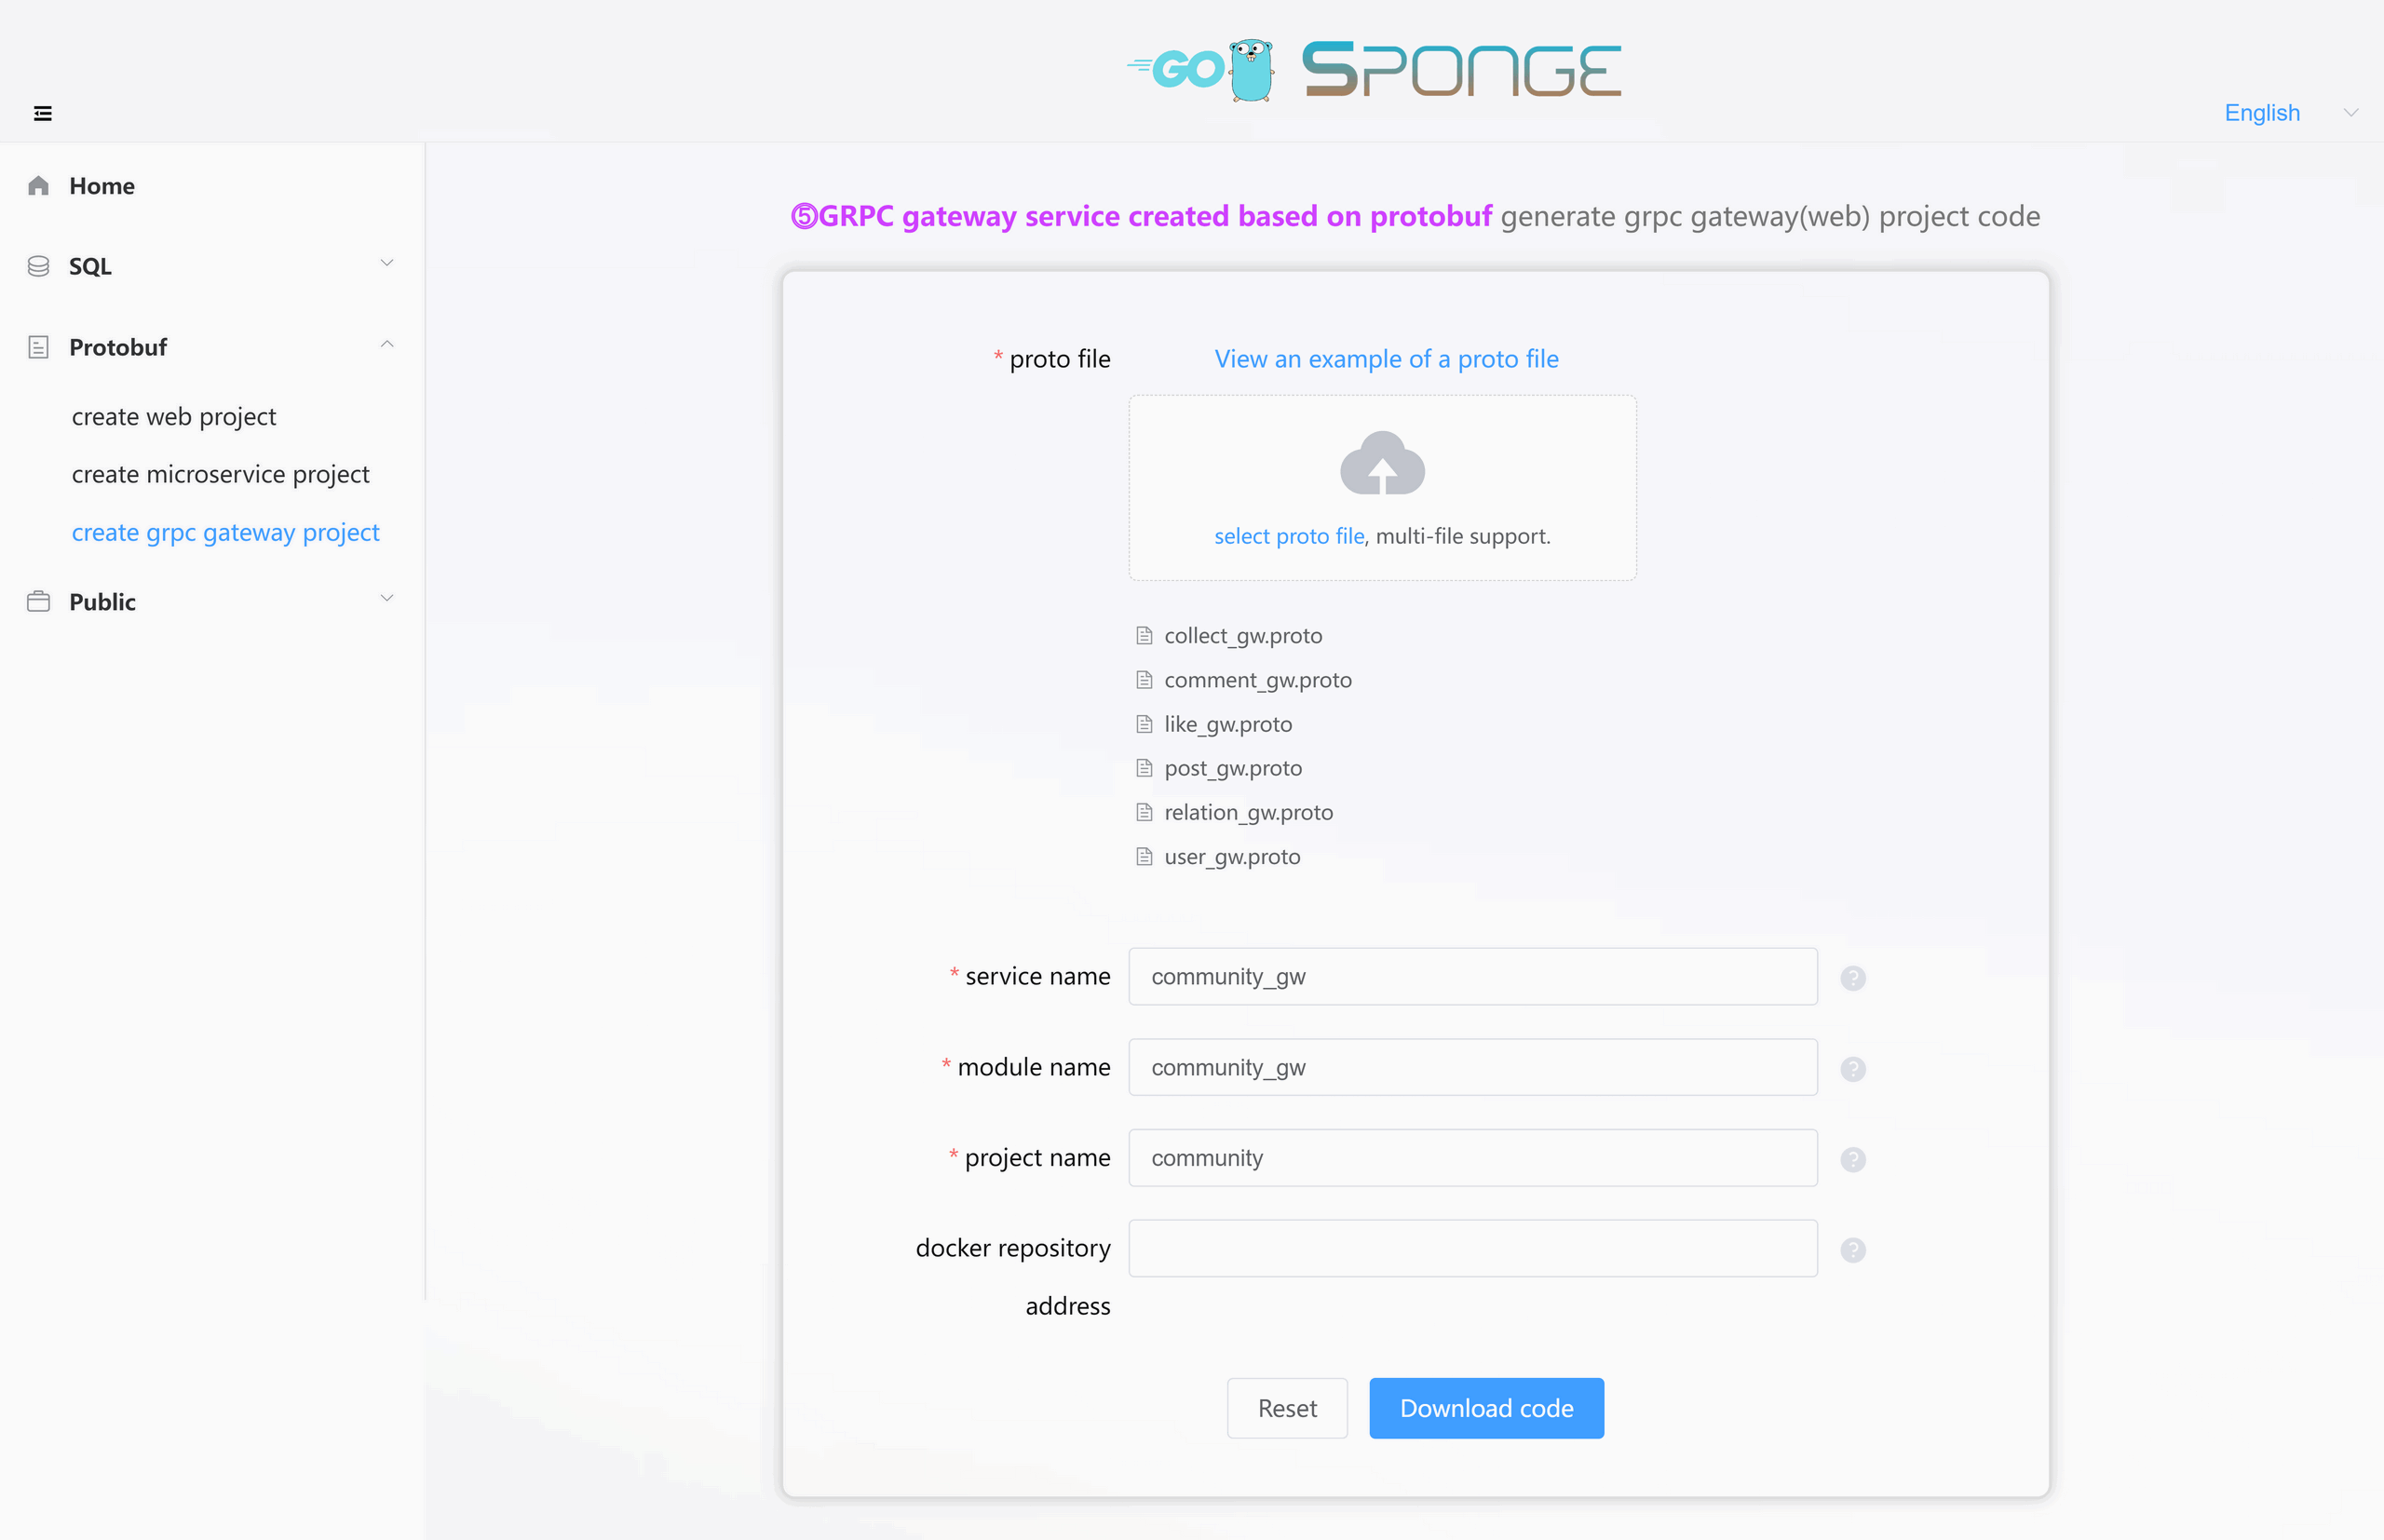 GO SPONGE
English
Home
SQL
Protobuf
create web project
create microservice project
create grpc gateway project
Public
⑤GRPC gateway service created based on protobuf generate grpc gateway(web) project code
* proto file
View an example of a proto file
select proto file, multi-file support.
collect_gw.proto
comment_gw.proto
like_gw.proto
post_gw.proto
relation_gw.proto
user_gw.proto
* service name
community_gw
?
* module name
community_gw
?
* project name
community
?
docker repository
address
?
Reset
Download code